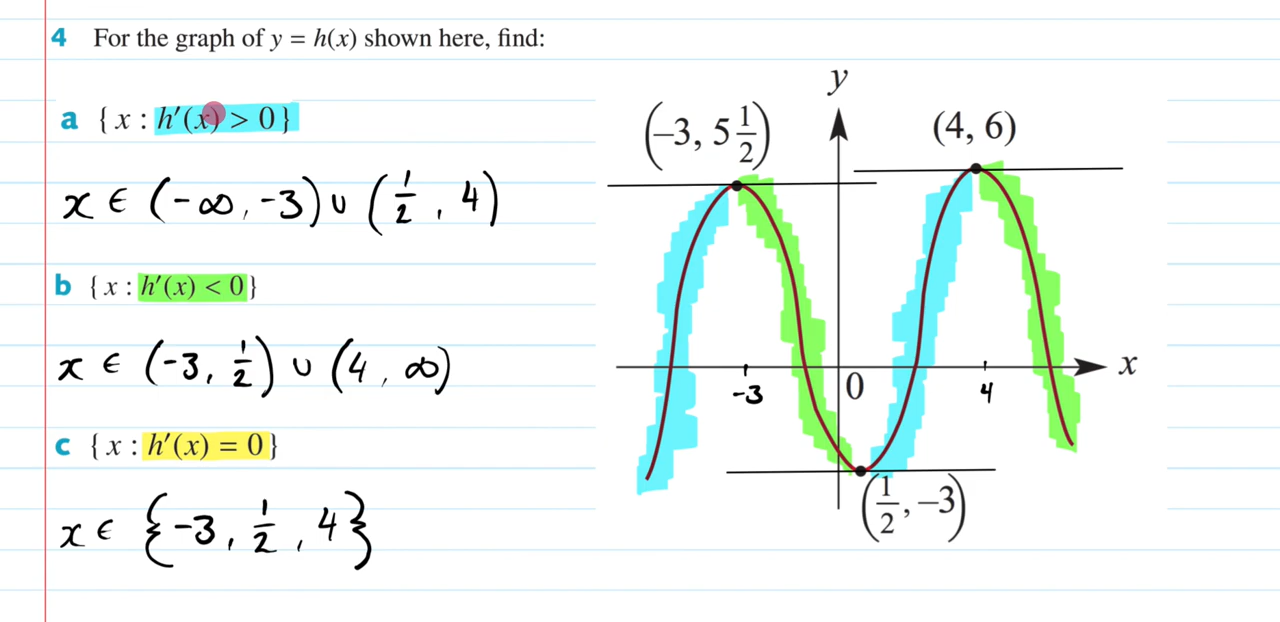 4 For the graph of y = h(x) shown here, find:
a {x : h′(x) > 0}
x ∈ (-∞, -3) ∪ (1/2, 4)
b {x : h′(x) < 0}
x ∈ (-3, 1/2) ∪ (4, ∞)
c {x : h′(x) = 0}
x ∈ {-3, 1/2, 4}
y
(−3, 5 1/2)
(4, 6)
x
0
-3
4
(1/2, −3)